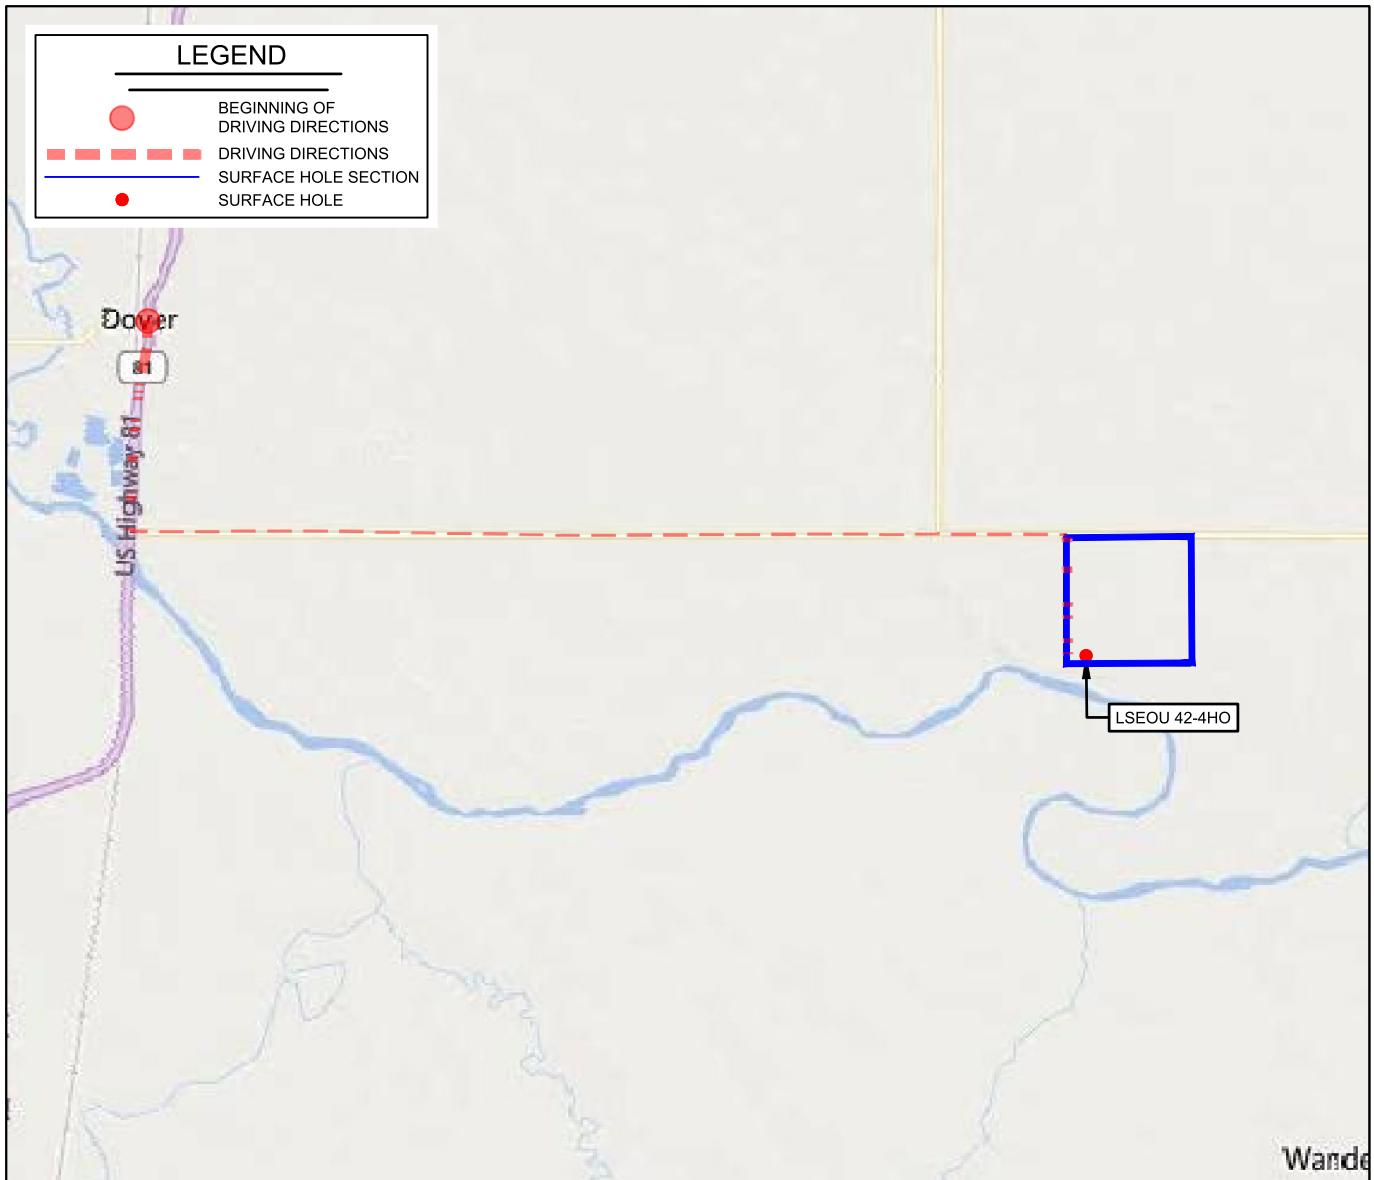 LEGEND
BEGINNING OF
DRIVING DIRECTIONS
DRIVING DIRECTIONS
SURFACE HOLE SECTION
SURFACE HOLE
Dover
81
US Highway 81
LSEOU 42-4HO
Wande